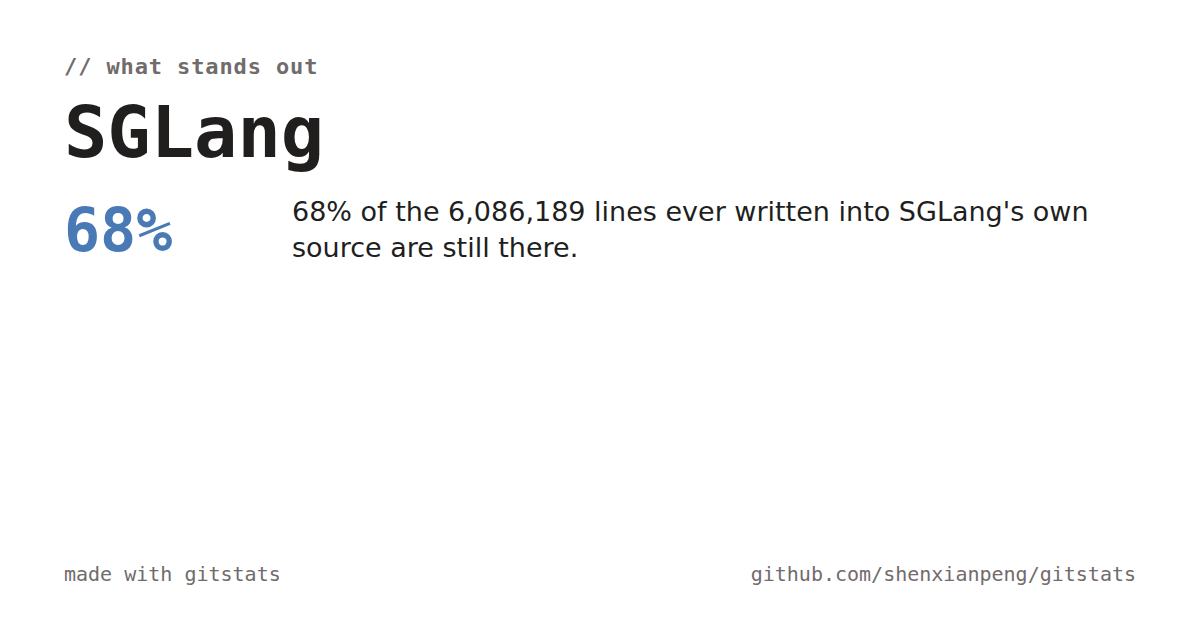 // what stands out
SGLang
68%
68% of the 6,086,189 lines ever written into SGLang's own
source are still there.
made with gitstats
github.com/shenxianpeng/gitstats